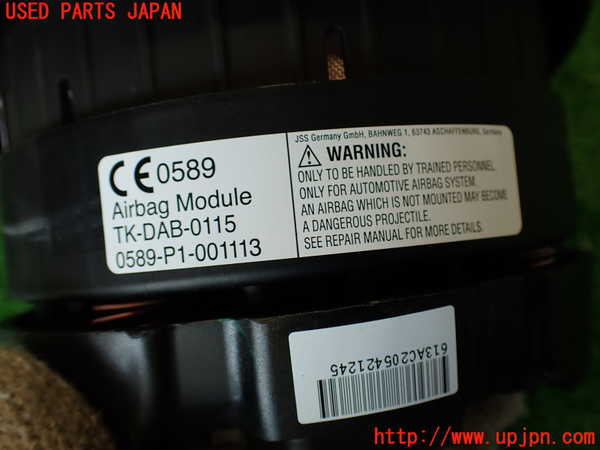 USED PARTS JAPAN
CE 0589
Airbag Module
TK-DAB-0115
0589-P1-001113
JSS Germany GmbH, BAHNWEG 1, 63743 ASCHAFFENBURG, Germany
WARNING:
ONLY TO BE HANDLED BY TRAINED PERSONNEL
ONLY FOR AUTOMOTIVE AIRBAG SYSTEM.
AN AIRBAG WHICH IS NOT MOUNTED MAY BECOME
A DANGEROUS PROJECTILE.
SEE REPAIR MANUAL FOR MORE DETAILS.
613AC205421245
http://www.upjpn.com/